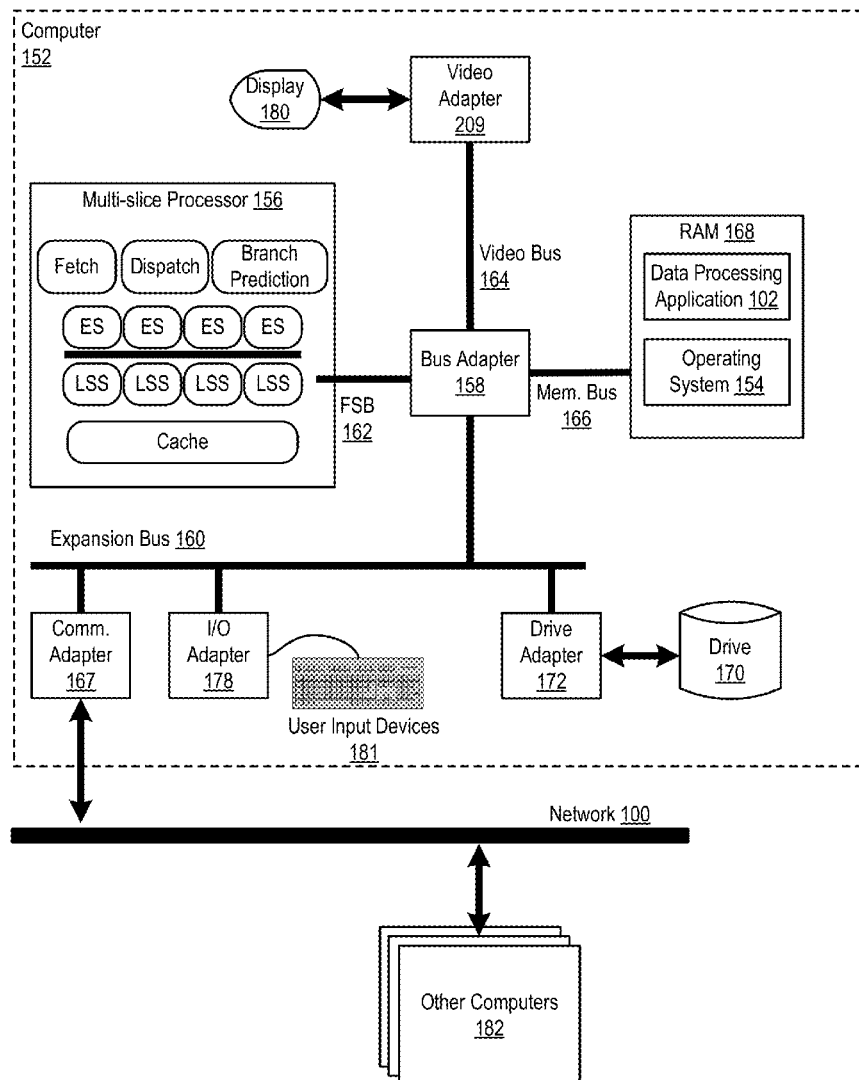 Computer
152
Display
180
Video
Adapter
209
Multi-slice Processor 156
Fetch
Dispatch
Branch
Prediction
ES ES ES ES
LSS LSS LSS LSS
Cache
Video Bus
164
RAM 168
Data Processing
Application 102
Operating
System 154
Bus Adapter
158
FSB
162
Mem. Bus
166
Expansion Bus 160
Comm.
Adapter
167
I/O
Adapter
178
User Input Devices
181
Drive
Adapter
172
Drive
170
Network 100
Other Computers
182